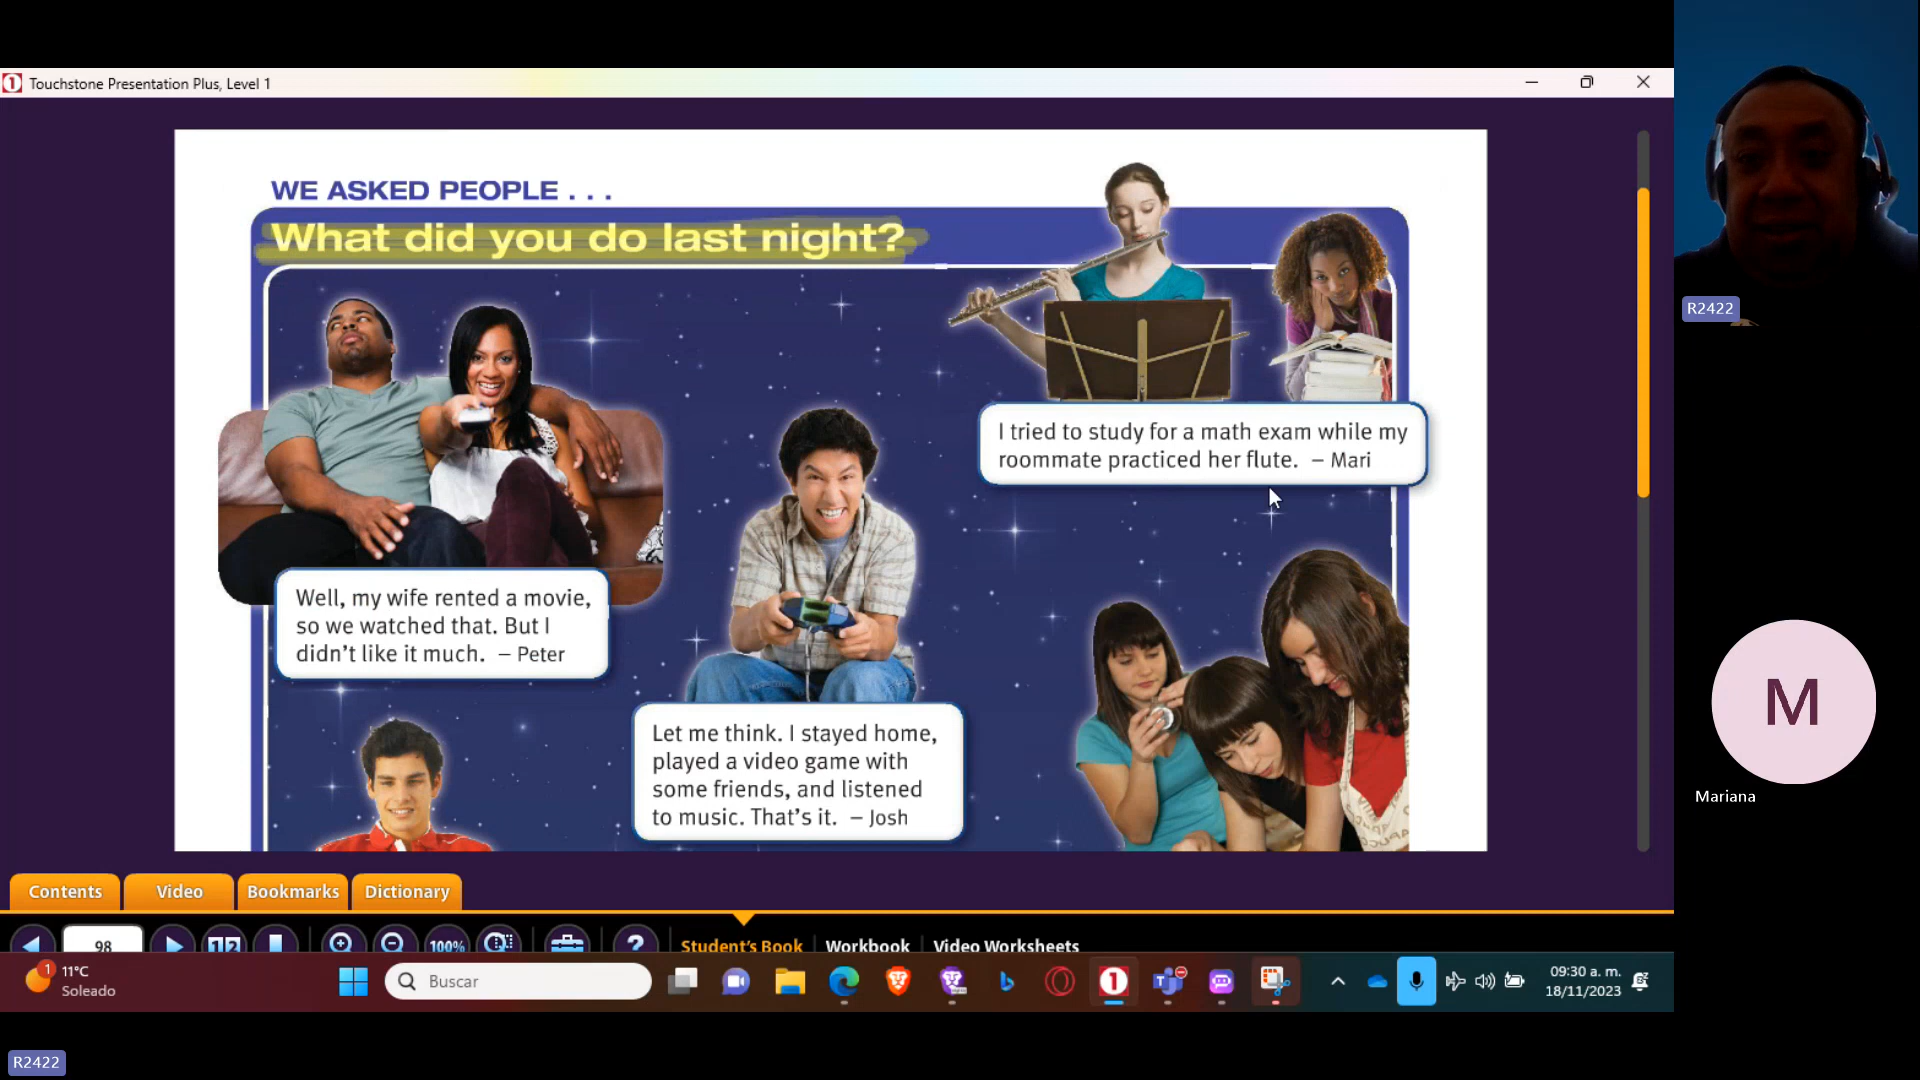 Touchstone Presentation Plus, Level 1
WE ASKED PEOPLE . . .
What did you do last night?
I tried to study for a math exam while my
roommate practiced her flute. – Mari
Well, my wife rented a movie,
so we watched that. But I
didn't like it much. – Peter
Let me think. I stayed home,
played a video game with
some friends, and listened
to music. That's it. – Josh
R2422
M
Mariana
Contents
Video
Bookmarks
Dictionary
98
12
100%
?
Student's Book
Workbook
Video Worksheets
1
11°C
Soleado
Buscar
09:30 a. m.
18/11/2023
R2422